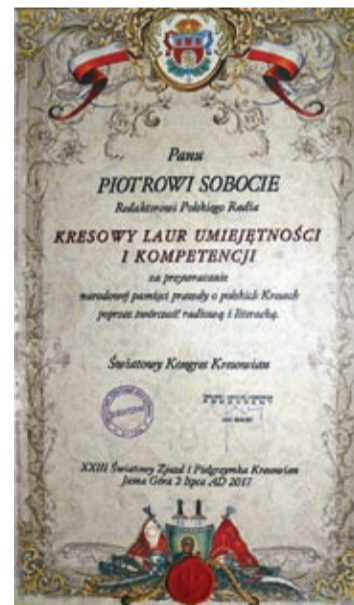 Panu
PIOTROWI SOBOCIE
Redaktorowi Polskiego Radia
KRESOWY LAUR UMIEJĘTNOŚCI
I KOMPETENCJI
za przywracanie
narodowej pamięci prawdy o polskich Kresach
poprzez twórczość radiową i literacką.
Światowy Kongres Kresowian
PREZYDENT
XXIII Światowy Zjazd i Pielgrzymka Kresowian
Jasna Góra 2 lipca AD 2017